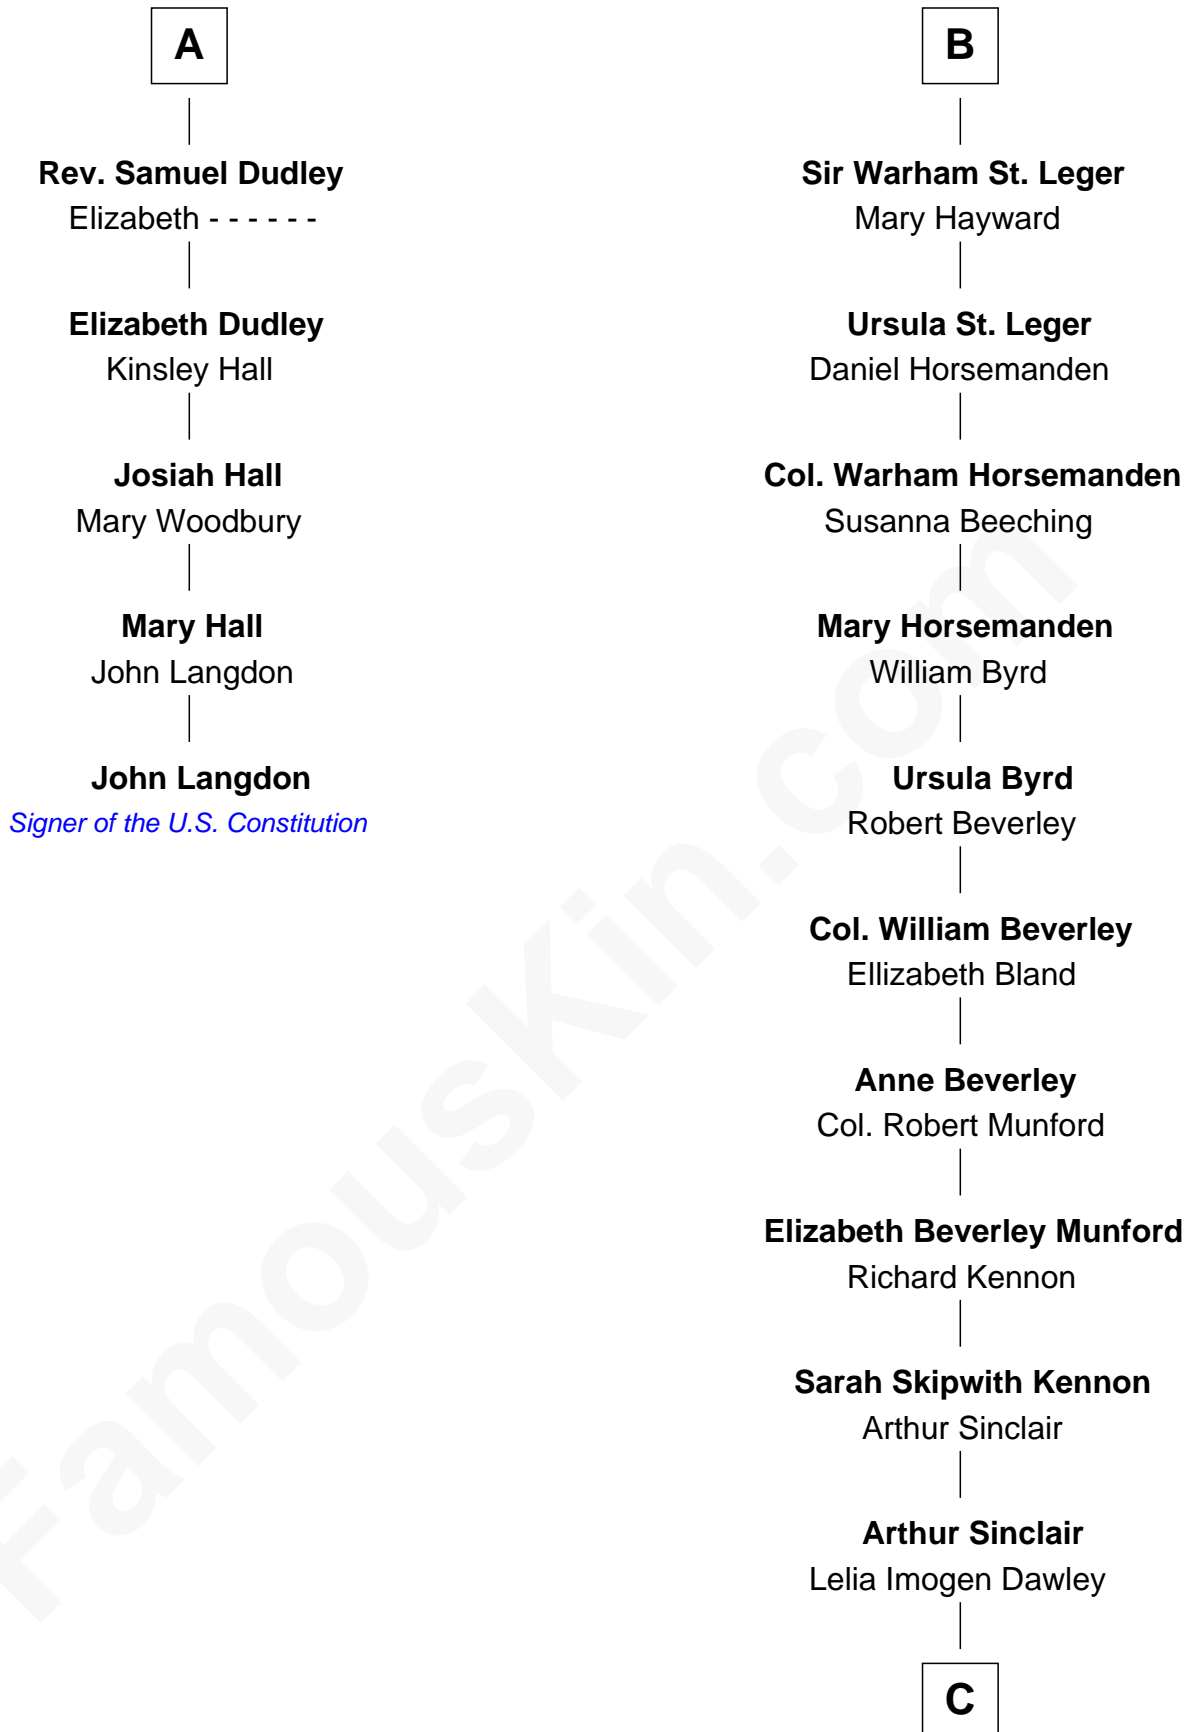 A
Rev. Samuel Dudley
Elizabeth - - - - - -
Elizabeth Dudley
Kinsley Hall
Josiah Hall
Mary Woodbury
Mary Hall
John Langdon
John Langdon
Signer of the U.S. Constitution
B
Sir Warham St. Leger
Mary Hayward
Ursula St. Leger
Daniel Horsemanden
Col. Warham Horsemanden
Susanna Beeching
Mary Horsemanden
William Byrd
Ursula Byrd
Robert Beverley
Col. William Beverley
Ellizabeth Bland
Anne Beverley
Col. Robert Munford
Elizabeth Beverley Munford
Richard Kennon
Sarah Skipwith Kennon
Arthur Sinclair
Arthur Sinclair
Lelia Imogen Dawley
C
FamousKin.com